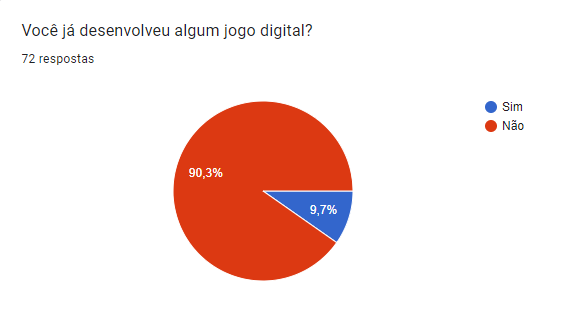 Você já desenvolveu algum jogo digital?
72 respostas
Sim
Não
90,3%
9,7%